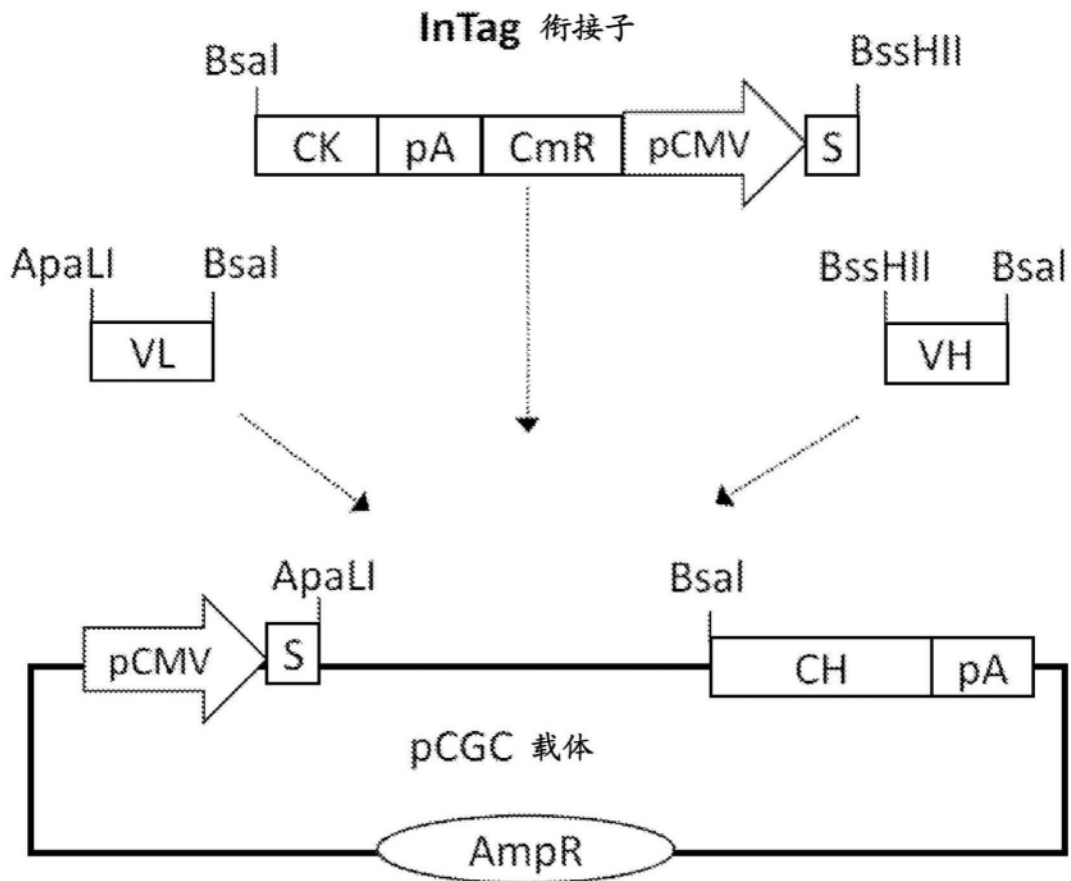 InTag 衔接子
BsaI BssHII
CK pA CmR pCMV S
ApaLI BsaI BssHII BsaI
VL VH
ApaLI BsaI
pCMV S CH pA
pCGC 载体
AmpR